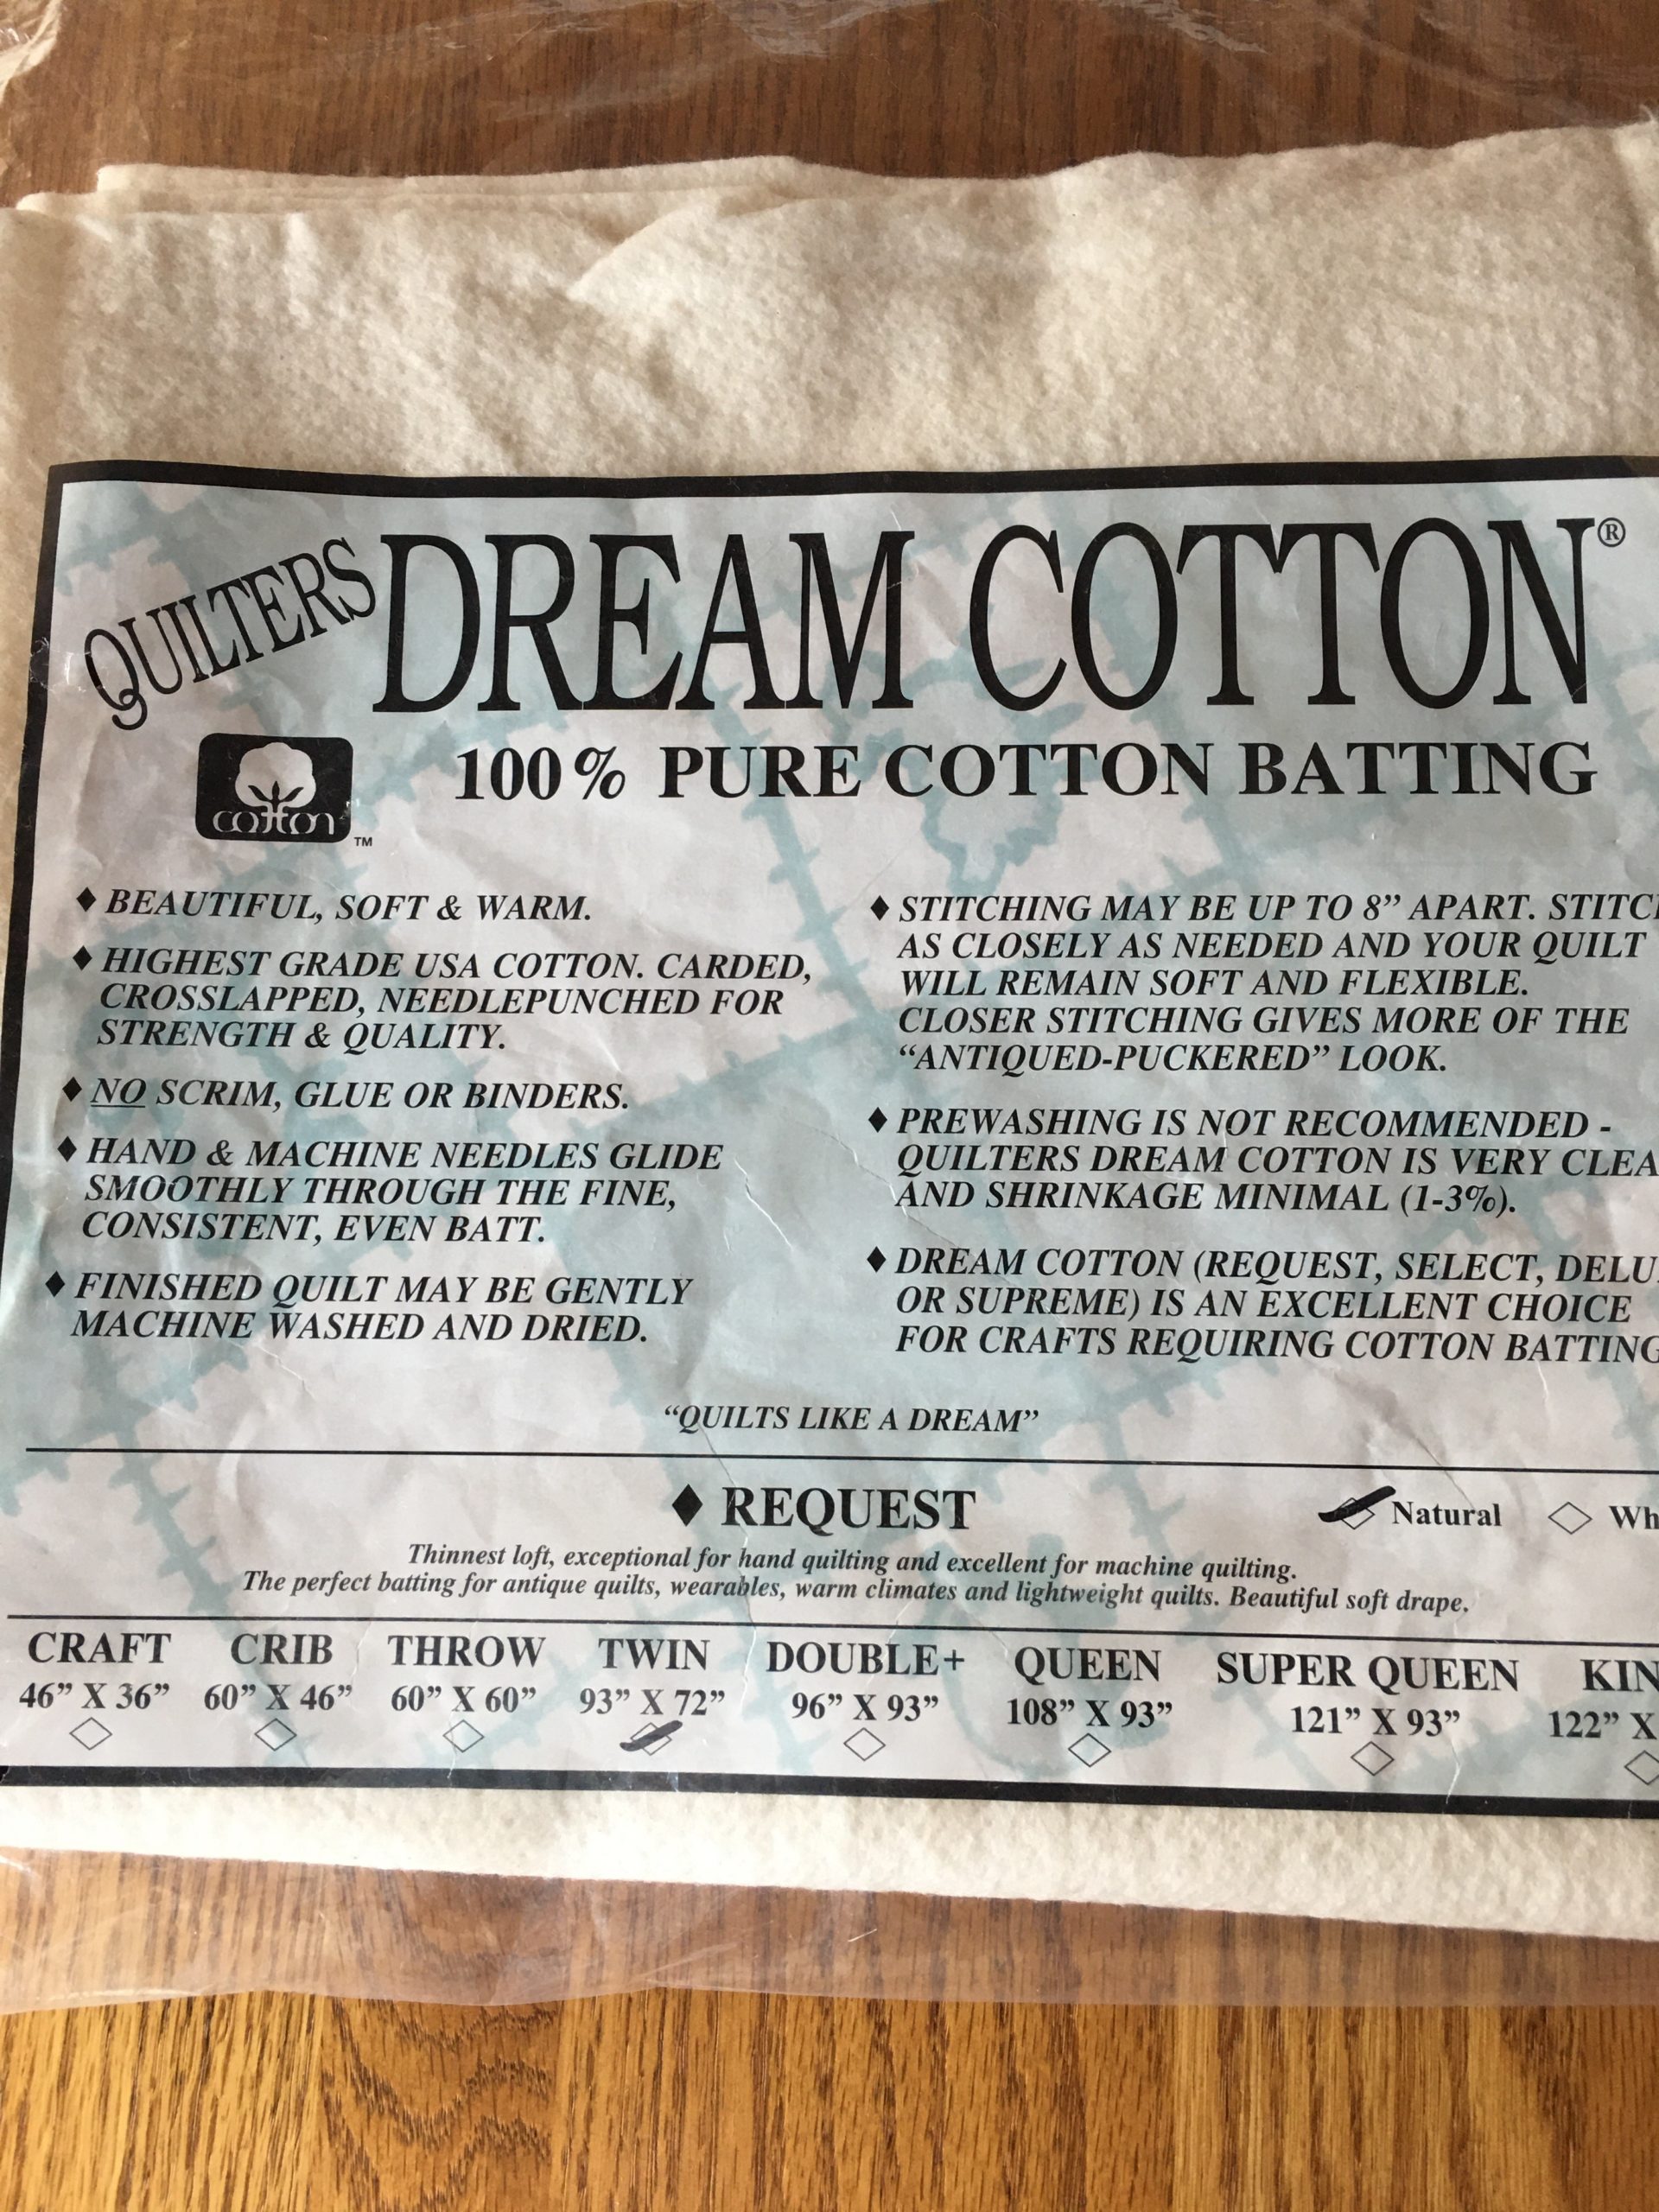 QUILTERS DREAM COTTON®
100% PURE COTTON BATTING
cotton
TM
♦ BEAUTIFUL, SOFT & WARM.
♦ HIGHEST GRADE USA COTTON. CARDED,
CROSSLAPPED, NEEDLEPUNCHED FOR
STRENGTH & QUALITY.
♦ NO SCRIM, GLUE OR BINDERS.
♦ HAND & MACHINE NEEDLES GLIDE
SMOOTHLY THROUGH THE FINE,
CONSISTENT, EVEN BATT.
♦ FINISHED QUILT MAY BE GENTLY
MACHINE WASHED AND DRIED.
♦ STITCHING MAY BE UP TO 8” APART. STITC
AS CLOSELY AS NEEDED AND YOUR QUILT
WILL REMAIN SOFT AND FLEXIBLE.
CLOSER STITCHING GIVES MORE OF THE
“ANTIQUED-PUCKERED” LOOK.
♦ PREWASHING IS NOT RECOMMENDED -
QUILTERS DREAM COTTON IS VERY CLEA
AND SHRINKAGE MINIMAL (1-3%).
♦ DREAM COTTON (REQUEST, SELECT, DELU
OR SUPREME) IS AN EXCELLENT CHOICE
FOR CRAFTS REQUIRING COTTON BATTING
“QUILTS LIKE A DREAM”
♦ REQUEST
Natural ◇ Wh
Thinnest loft, exceptional for hand quilting and excellent for machine quilting.
The perfect batting for antique quilts, wearables, warm climates and lightweight quilts. Beautiful soft drape.
CRAFT CRIB THROW TWIN DOUBLE+ QUEEN SUPER QUEEN KIN
46” X 36” 60” X 46” 60” X 60” 93” X 72” 96” X 93” 108” X 93” 121” X 93” 122” X